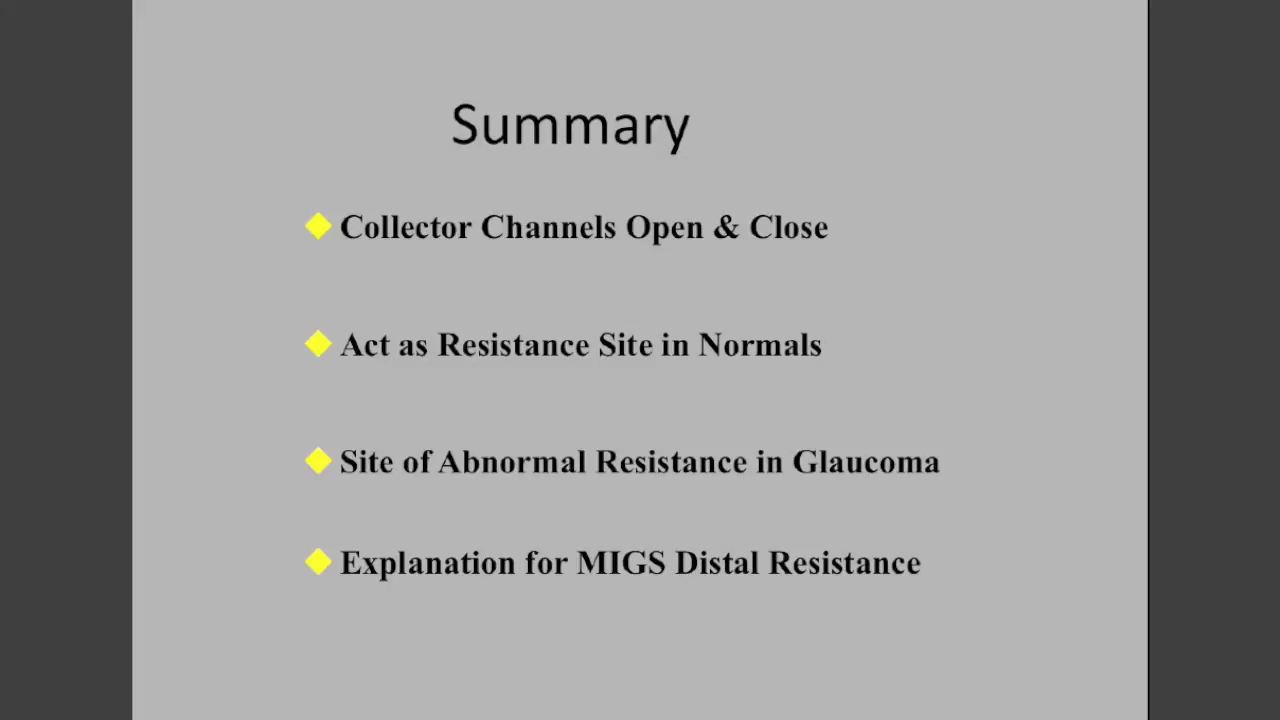 Summary
Collector Channels Open & Close
Act as Resistance Site in Normals
Site of Abnormal Resistance in Glaucoma
Explanation for MIGS Distal Resistance